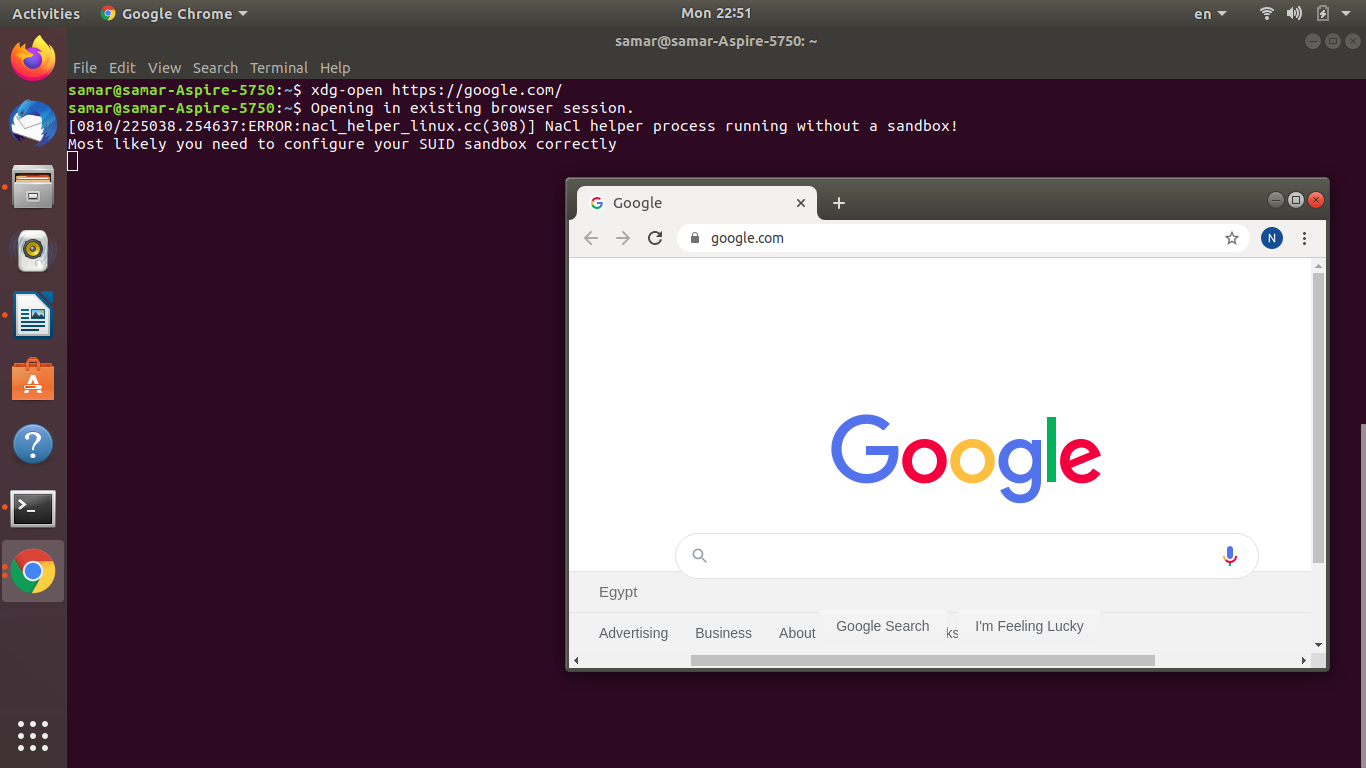 Activities Google Chrome Mon 22:51 en
samar@samar-Aspire-5750: ~
File Edit View Search Terminal Help
samar@samar-Aspire-5750:~$ xdg-open https://google.com/
samar@samar-Aspire-5750:~$ Opening in existing browser session.
[0810/225038.254637:ERROR:nacl_helper_linux.cc(308)] NaCl helper process running without a sandbox!
Most likely you need to configure your SUID sandbox correctly
Google
google.com N
Google
Egypt
Advertising Business About Google Search ks I'm Feeling Lucky